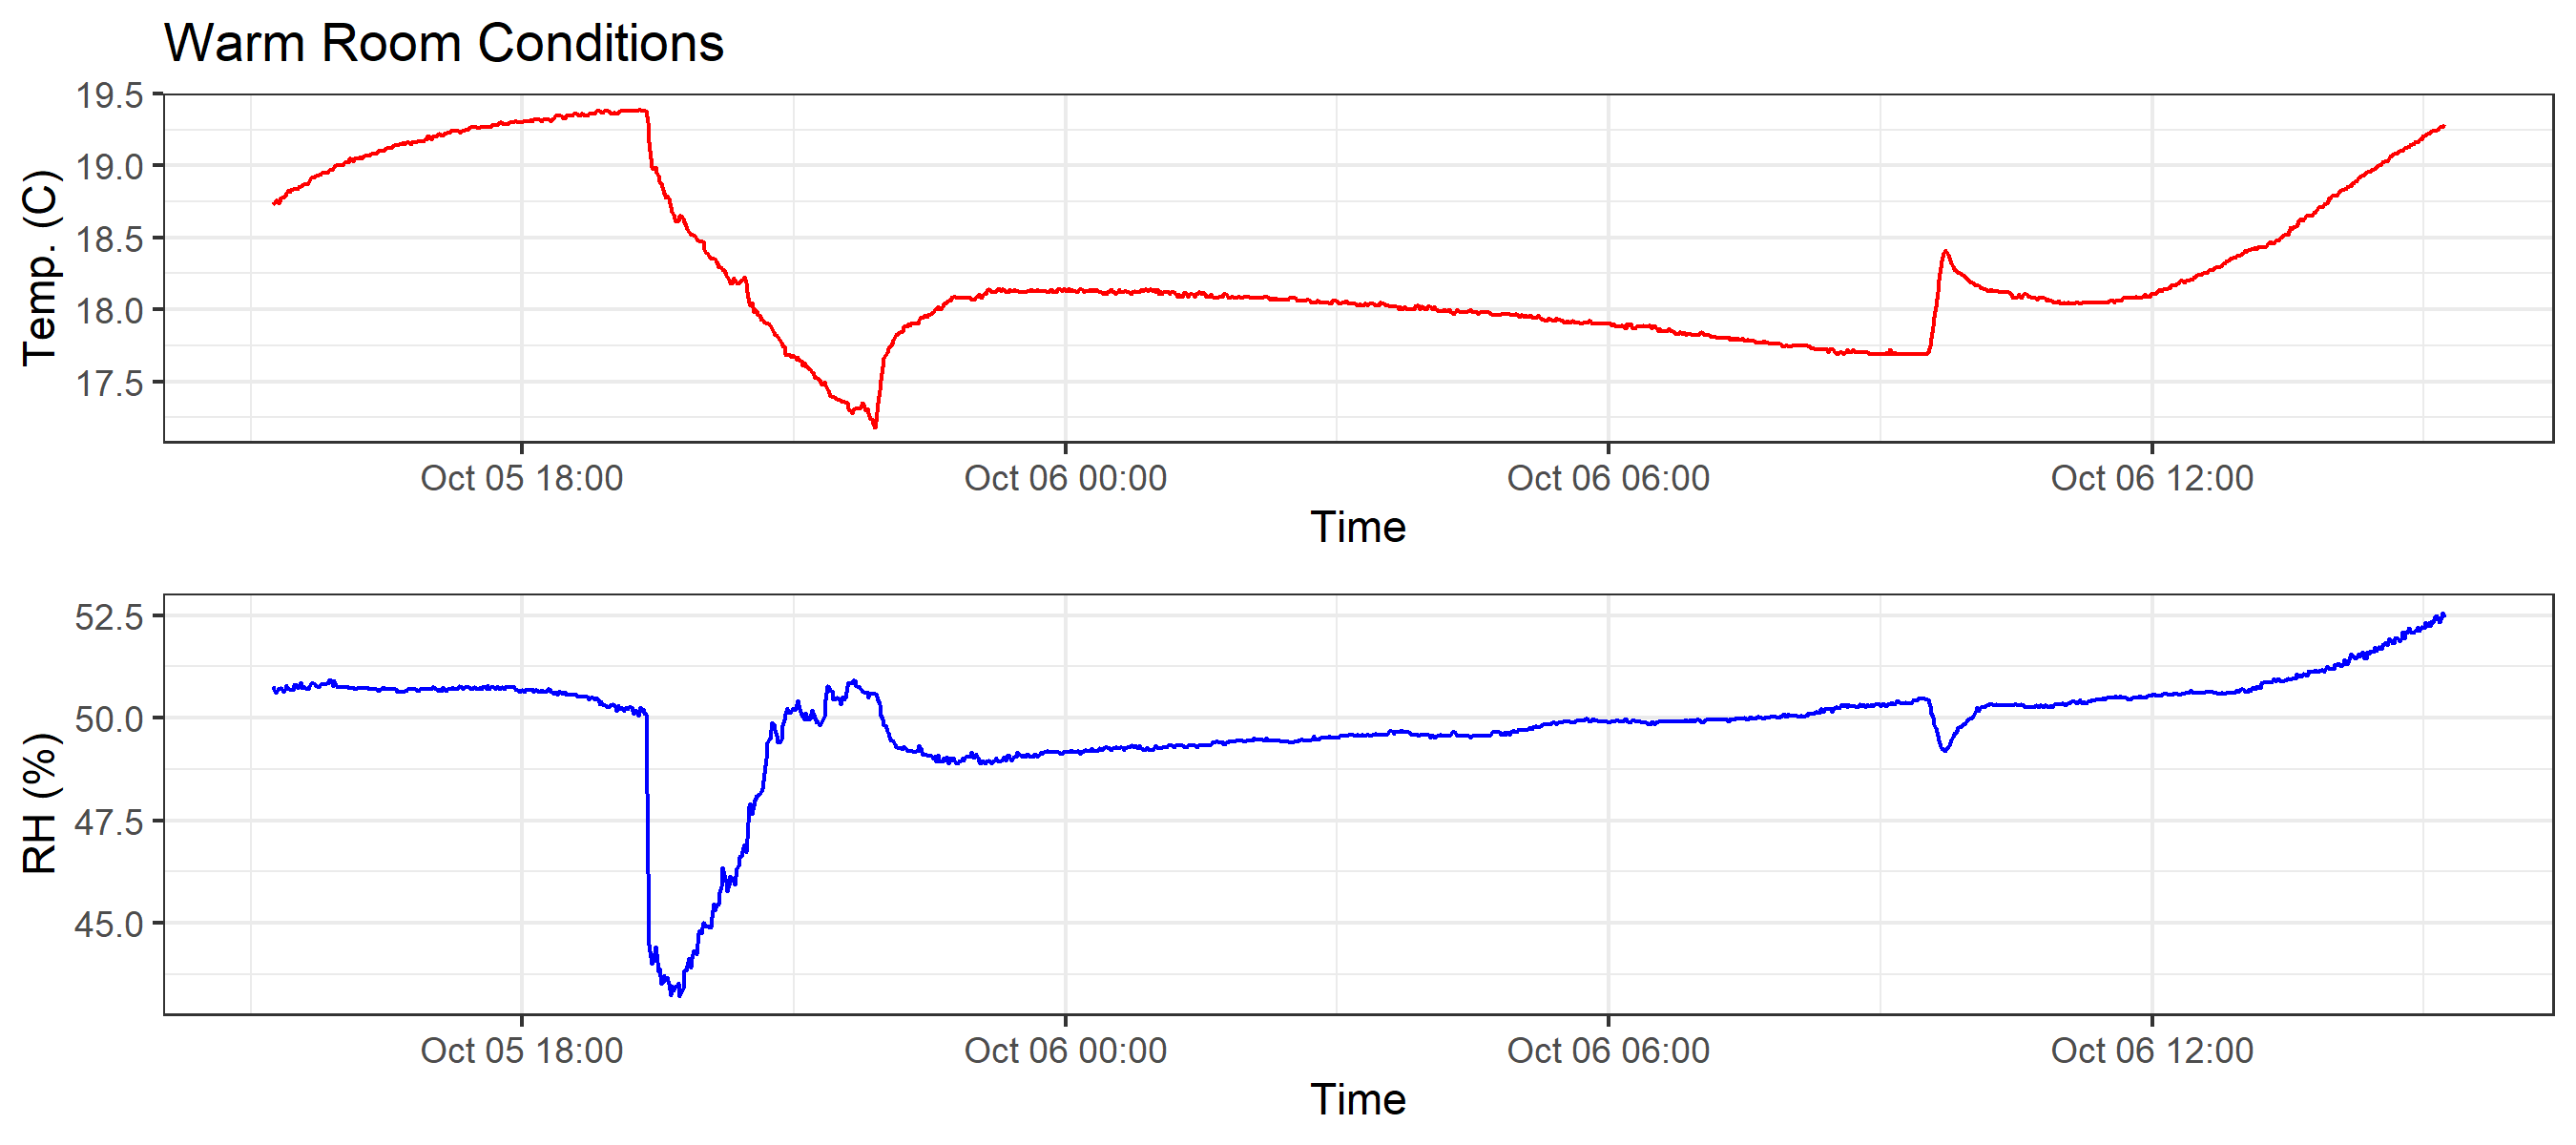 Warm Room Conditions
19.5
19.0
18.5
18.0
17.5
Temp. (C)
Oct 05 18:00 Oct 06 00:00 Oct 06 06:00 Oct 06 12:00
Time
52.5
50.0
47.5
45.0
RH (%)
Oct 05 18:00 Oct 06 00:00 Oct 06 06:00 Oct 06 12:00
Time